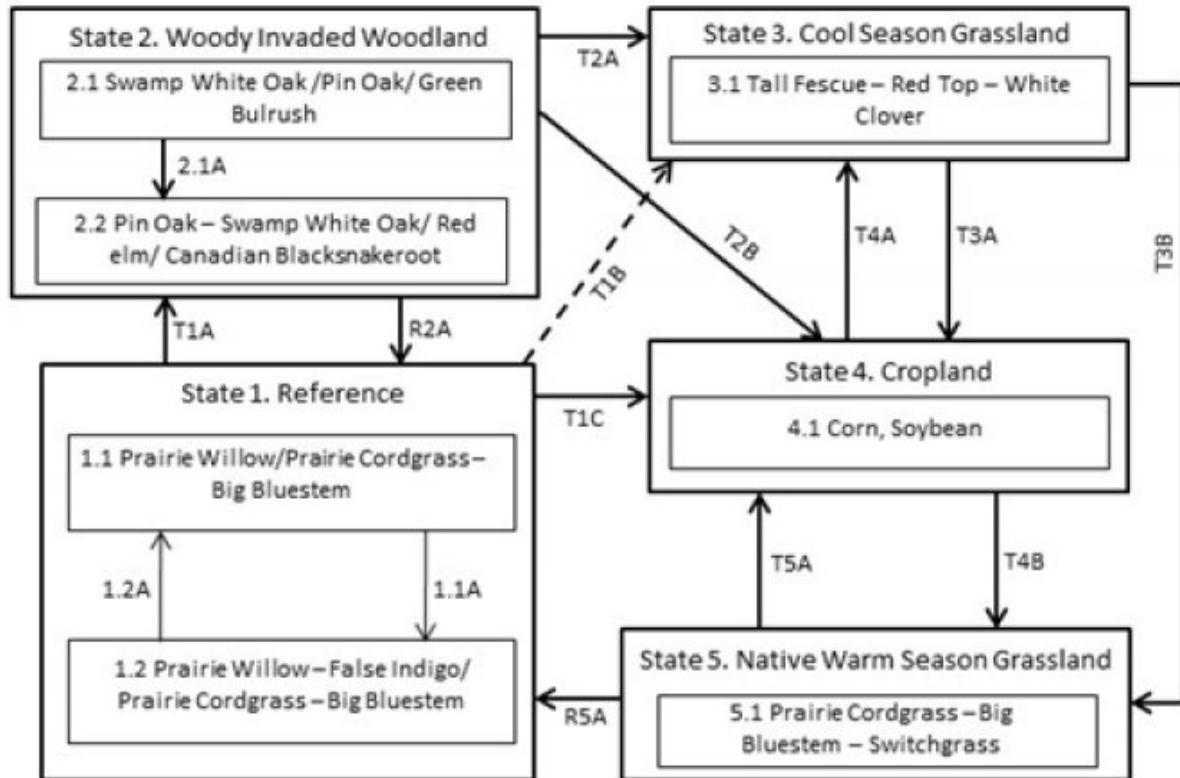 State 2. Woody Invaded Woodland
2.1 Swamp White Oak /Pin Oak/ Green
Bulrush
2.1A
2.2 Pin Oak – Swamp White Oak/ Red
elm/ Canadian Blacksnakeroot
T2A
State 3. Cool Season Grassland
3.1 Tall Fescue – Red Top – White
Clover
T2B
T1B
T4A
T3A
T3B
T1A
R2A
State 1. Reference
1.1 Prairie Willow/Prairie Cordgrass –
Big Bluestem
1.2A
1.1A
1.2 Prairie Willow – False Indigo/
Prairie Cordgrass – Big Bluestem
T1C
State 4. Cropland
4.1 Corn, Soybean
T5A
T4B
R5A
State 5. Native Warm Season Grassland
5.1 Prairie Cordgrass – Big
Bluestem – Switchgrass